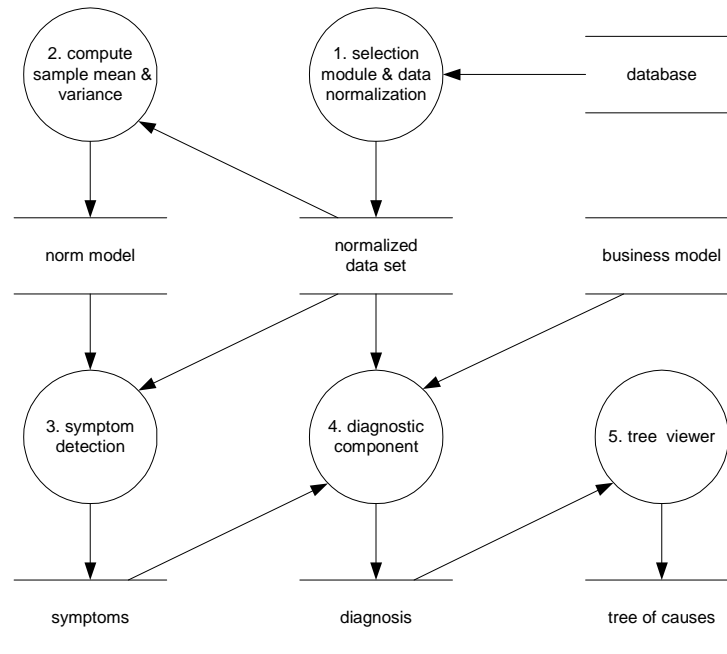 2. compute
sample mean &
variance
1. selection
module & data
normalization
database
norm model
normalized
data set
business model
3. symptom
detection
4. diagnostic
component
5. tree viewer
symptoms
diagnosis
tree of causes